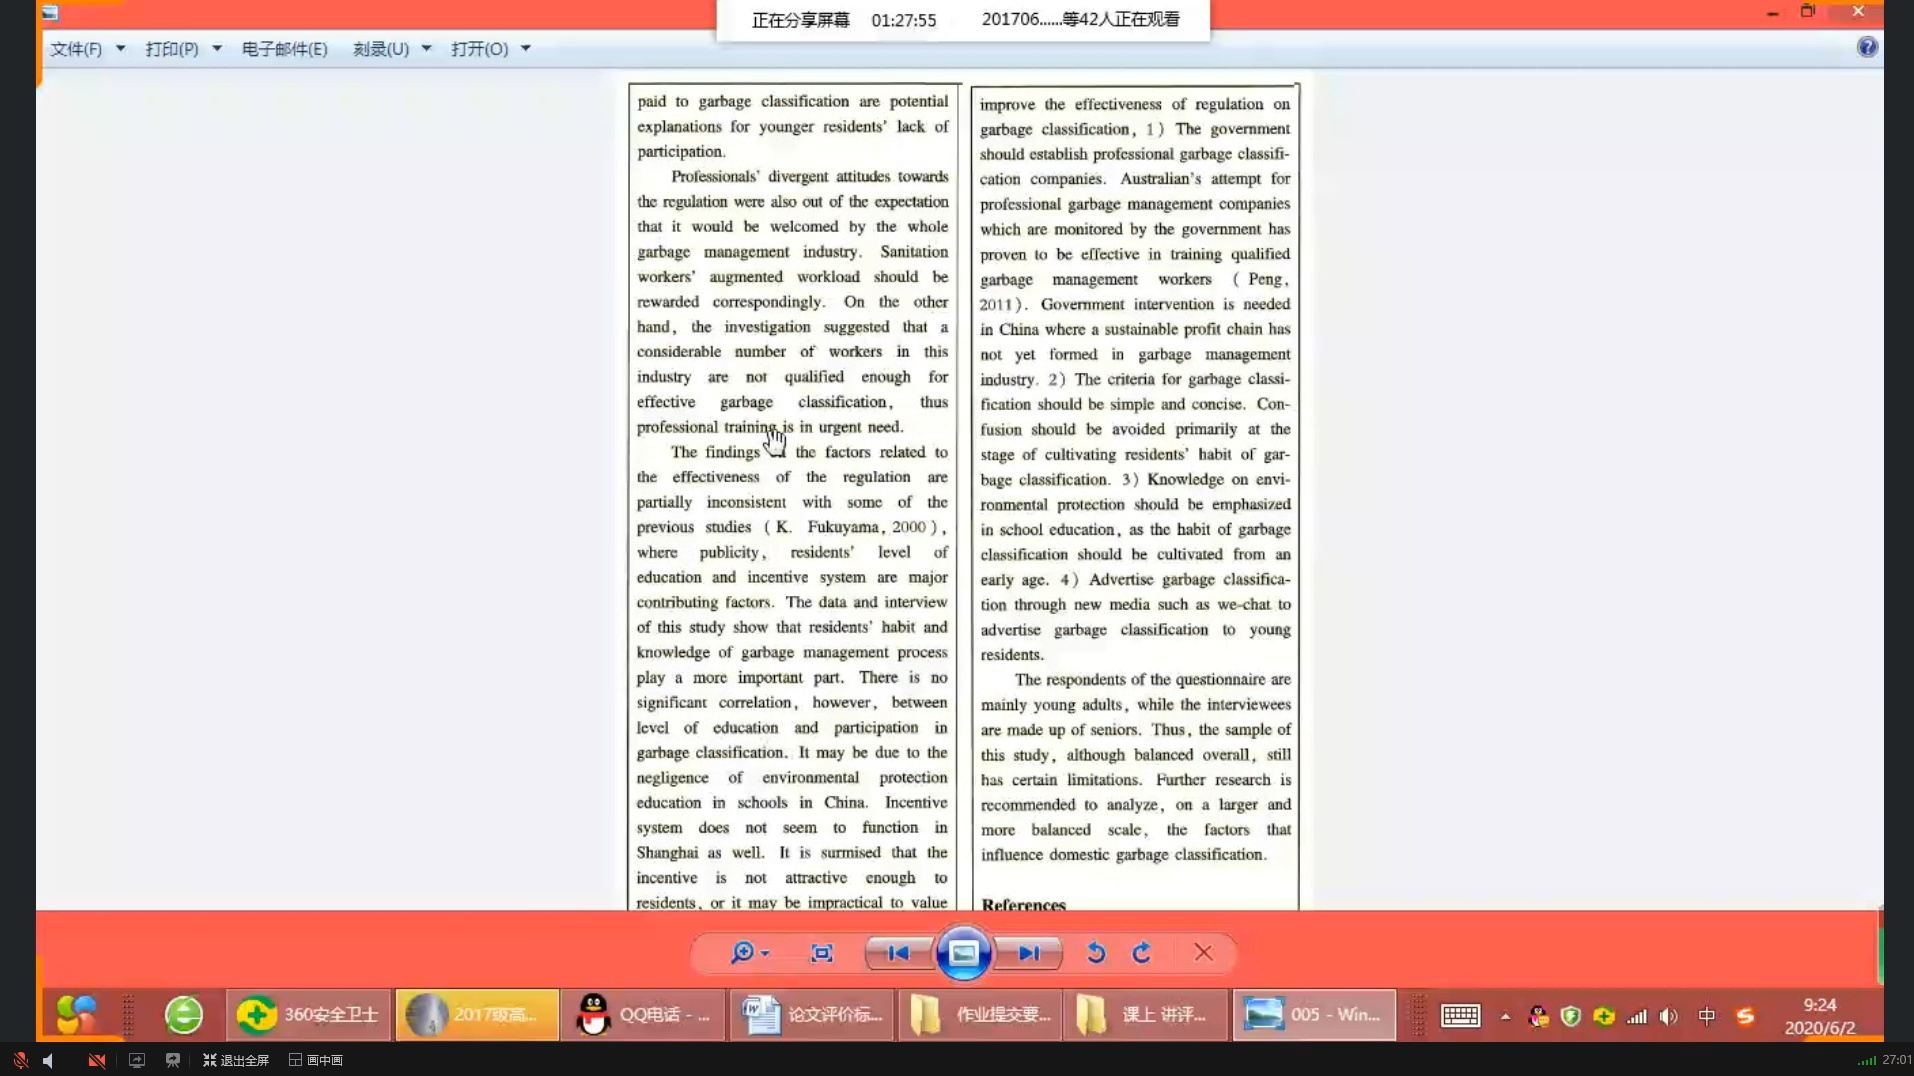 正在分享屏幕 01:27:55 201706......等42人正在观看
文件(F) 打印(P) 电子邮件(E) 刻录(U) 打开(O)
paid to garbage classification are potential
explanations for younger residents' lack of
participation.
Professionals' divergent attitudes towards
the regulation were also out of the expectation
that it would be welcomed by the whole
garbage management industry. Sanitation
workers' augmented workload should be
rewarded correspondingly. On the other
hand, the investigation suggested that a
considerable number of workers in this
industry are not qualified enough for
effective garbage classification, thus
professional training is in urgent need.
The findings the factors related to
the effectiveness of the regulation are
partially inconsistent with some of the
previous studies (K. Fukuyama, 2000),
where publicity, residents' level of
education and incentive system are major
contributing factors. The data and interview
of this study show that residents' habit and
knowledge of garbage management process
play a more important part. There is no
significant correlation, however, between
level of education and participation in
garbage classification. It may be due to the
negligence of environmental protection
education in schools in China. Incentive
system does not seem to function in
Shanghai as well. It is surmised that the
incentive is not attractive enough to
residents, or it may be impractical to value
improve the effectiveness of regulation on
garbage classification, 1) The government
should establish professional garbage classifi-
cation companies. Australian's attempt for
professional garbage management companies
which are monitored by the government has
proven to be effective in training qualified
garbage management workers (Peng,
2011). Government intervention is needed
in China where a sustainable profit chain has
not yet formed in garbage management
industry. 2) The criteria for garbage classi-
fication should be simple and concise. Con-
fusion should be avoided primarily at the
stage of cultivating residents' habit of gar-
bage classification. 3) Knowledge on envi-
ronmental protection should be emphasized
in school education, as the habit of garbage
classification should be cultivated from an
early age. 4) Advertise garbage classifica-
tion through new media such as we-chat to
advertise garbage classification to young
residents.
The respondents of the questionnaire are
mainly young adults, while the interviewees
are made up of seniors. Thus, the sample of
this study, although balanced overall, still
has certain limitations. Further research is
recommended to analyze, on a larger and
more balanced scale, the factors that
influence domestic garbage classification.
References
360安全卫士 2017级高... QQ电话 - ... 论文评价标... 作业提交要... 课上 讲评... 005 - Win... 中 9:24
2020/6/2
退出全屏 画中画 27:01